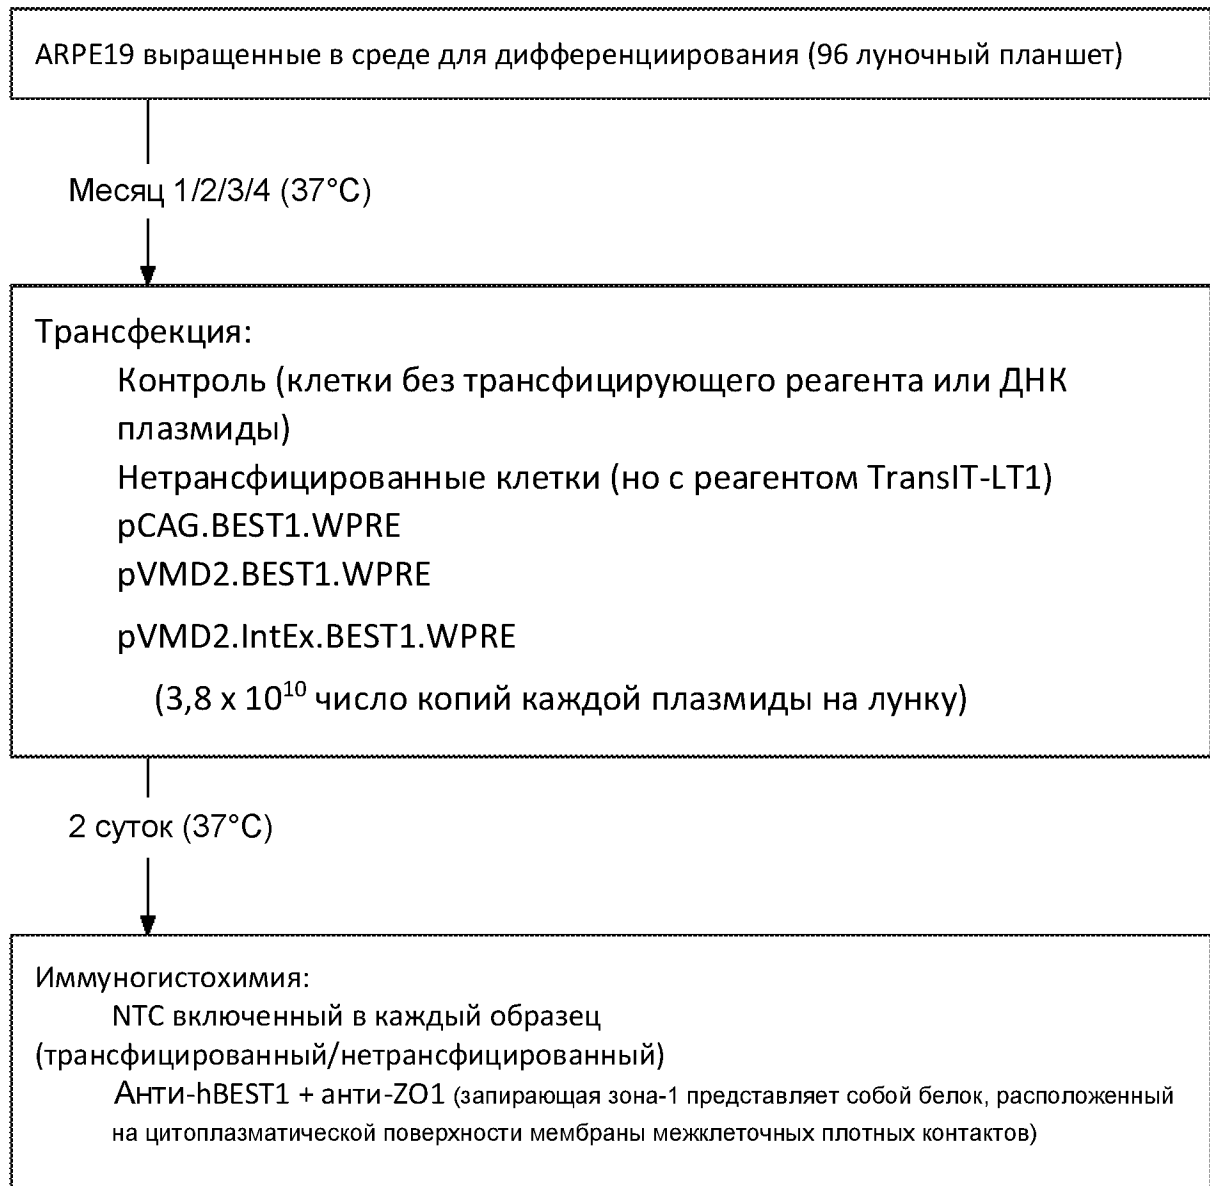 ARPE19 выращенные в среде для дифференциирования (96 луночный планшет)
Месяц 1/2/3/4 (37°C)
Трансфекция:
Контроль (клетки без трансфицирующего реагента или ДНК
плазмиды)
Нетрансфицированные клетки (но с реагентом TransIT-LT1)
pCAG.BEST1.WPRE
pVMD2.BEST1.WPRE
pVMD2.IntEx.BEST1.WPRE
(3,8 x 10¹⁰ число копий каждой плазмиды на лунку)
2 суток (37°C)
Иммуногистохимия:
NTC включенный в каждый образец
(трансфицированный/нетрансфицированный)
Анти-hBEST1 + анти-ZO1 (запирающая зона-1 представляет собой белок, расположенный
на цитоплазматической поверхности мембраны межклеточных плотных контактов)